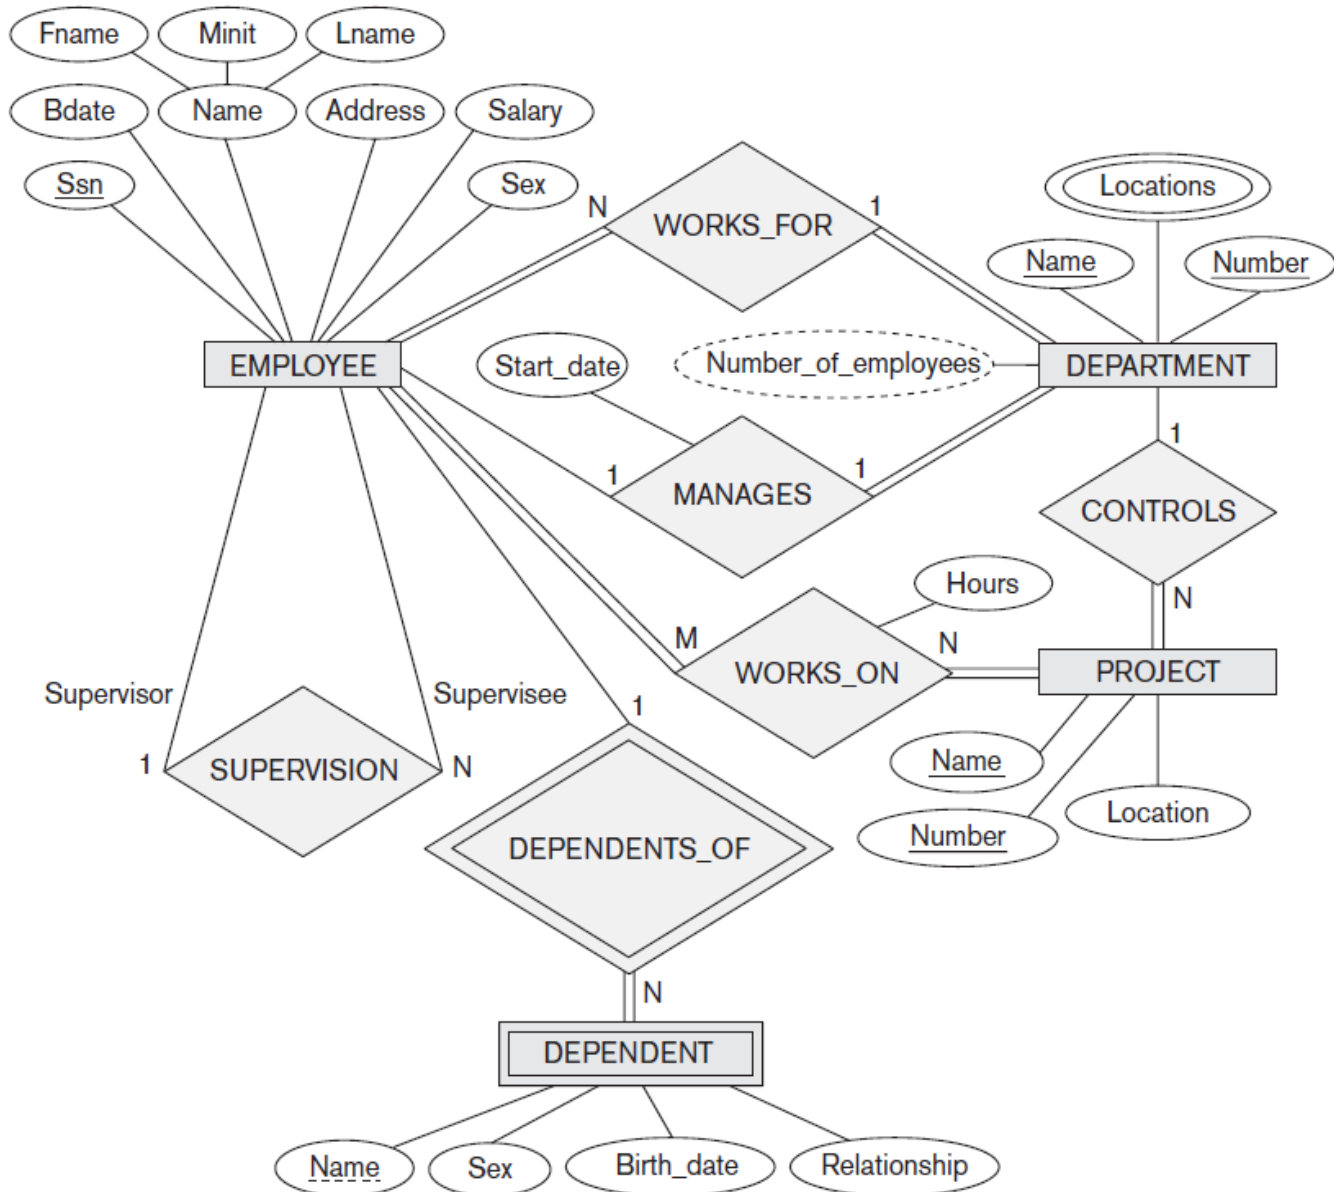 Fname Minit Lname
Bdate Name Address Salary
Ssn Sex
N WORKS_FOR 1
Locations
Name Number
EMPLOYEE
Start_date
Number_of_employees
DEPARTMENT
1 MANAGES 1
1
CONTROLS
N
Hours
M WORKS_ON N
PROJECT
Name
Number
Location
Supervisor Supervisee
1 SUPERVISION N
1
DEPENDENTS_OF
N
DEPENDENT
Name Sex Birth_date Relationship